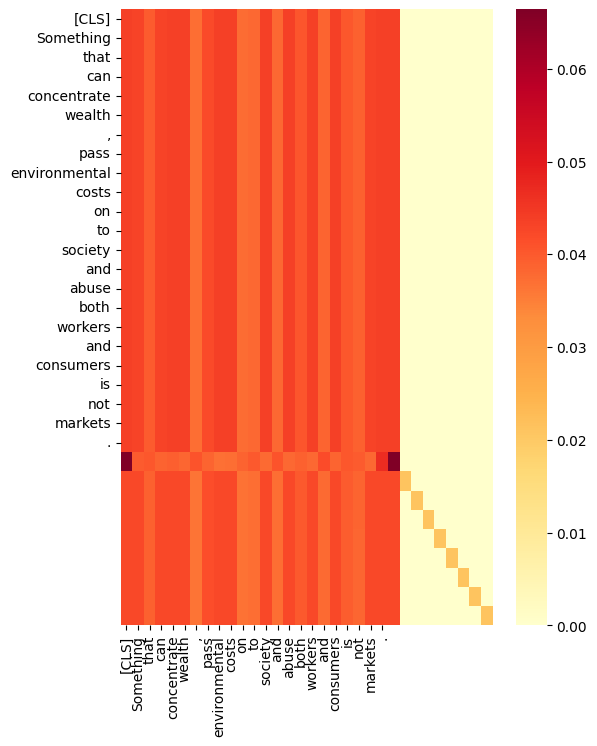 [CLS]
Something
that
can
concentrate
wealth
,
pass
environmental
costs
on
to
society
and
abuse
both
workers
and
consumers
is
not
markets
.
0.06
0.05
0.04
0.03
0.02
0.01
0.00
[CLS]
Something
that
can
concentrate
wealth
,
pass
environmental
costs
on
to
society
and
abuse
both
workers
and
consumers
is
not
markets
.